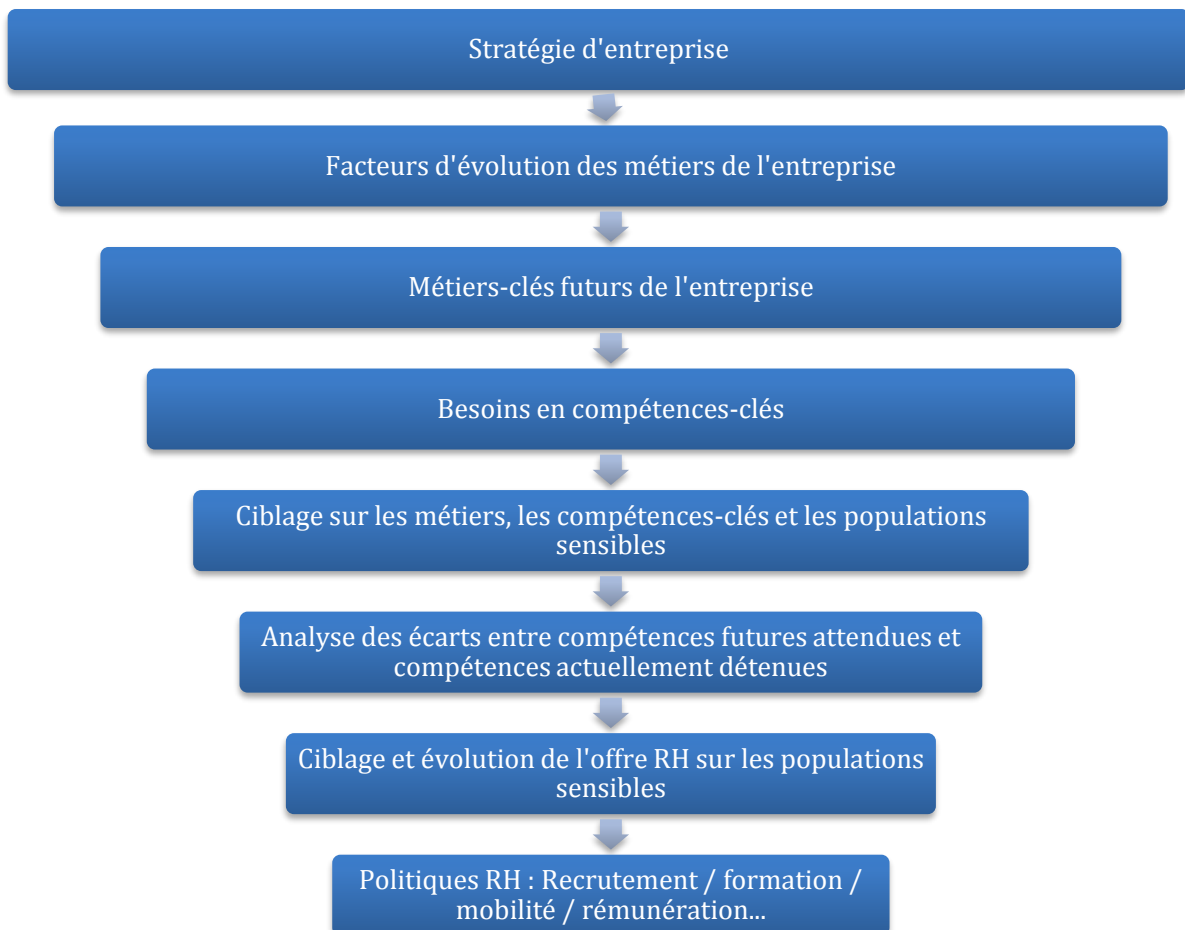 Stratégie d'entreprise
Facteurs d'évolution des métiers de l'entreprise
Métiers-clés futurs de l'entreprise
Besoins en compétences-clés
Ciblage sur les métiers, les compétences-clés et les populations
sensibles
Analyse des écarts entre compétences futures attendues et
compétences actuellement détenues
Ciblage et évolution de l'offre RH sur les populations
sensibles
Politiques RH : Recrutement / formation /
mobilité / rémunération...